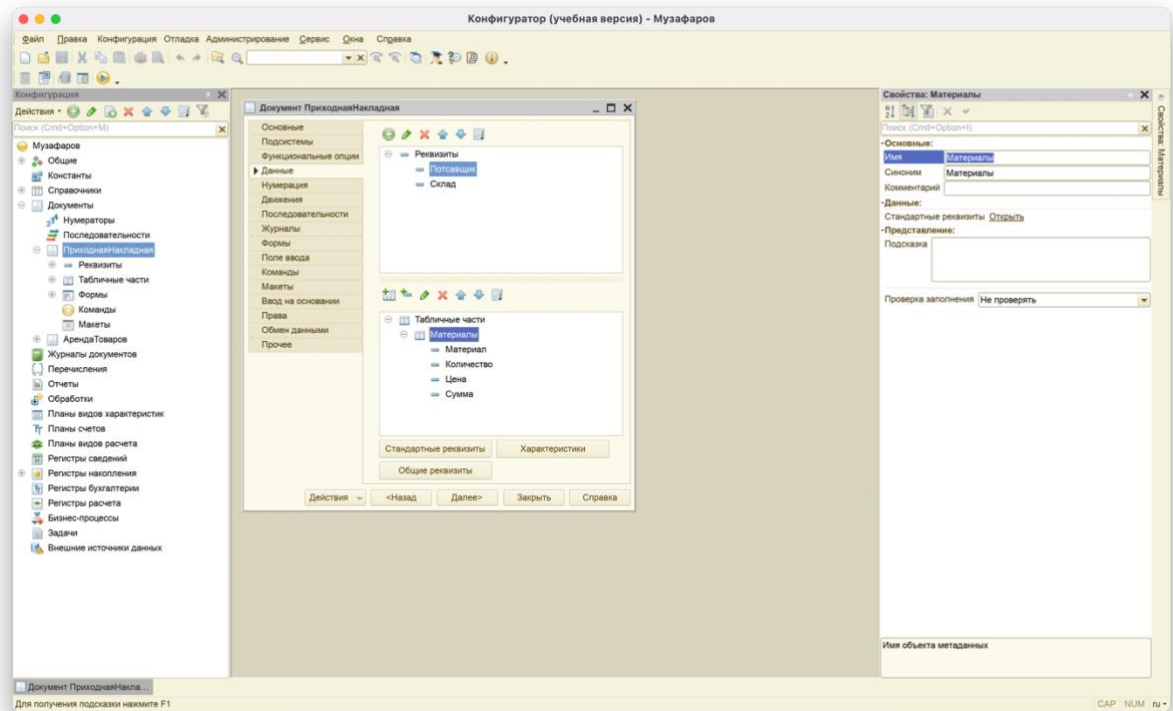 Конфигуратор (учебная версия) - Музафаров
Файл Правка Конфигурация Отладка Администрирование Сервис Окна Справка
Конфигурация
Действия
Поиск (Cmd+Option+M)
Музафаров
Общие
Константы
Справочники
Документы
Нумераторы
Последовательности
ПриходнаяНакладная
Реквизиты
Табличные части
Формы
Команды
Макеты
АрендаТоваров
Журналы документов
Перечисления
Отчеты
Обработки
Планы видов характеристик
Планы счетов
Планы видов расчета
Регистры сведений
Регистры накопления
Регистры бухгалтерии
Регистры расчета
Бизнес-процессы
Задачи
Внешние источники данных
Документ ПриходнаяНакладная
Основные
Подсистемы
Функциональные опции
Данные
Нумерация
Движения
Последовательности
Журналы
Формы
Поле ввода
Команды
Макеты
Ввод на основании
Права
Обмен данными
Прочее
Реквизиты
Потсавщик
Склад
Табличные части
Материалы
Материал
Количество
Цена
Сумма
Стандартные реквизиты Характеристики
Общие реквизиты
Действия <Назад Далее> Закрыть Справка
Свойства: Материалы
Поиск (Cmd+Option+I)
Основные:
Имя Материалы
Синоним Материалы
Комментарий
Данные:
Стандартные реквизиты Открыть
Представление:
Подсказка
Проверка заполнения Не проверять
Имя объекта метаданных
Свойства: Материалы
Документ ПриходнаяНакла...
Для получения подсказки нажмите F1
CAP NUM ru